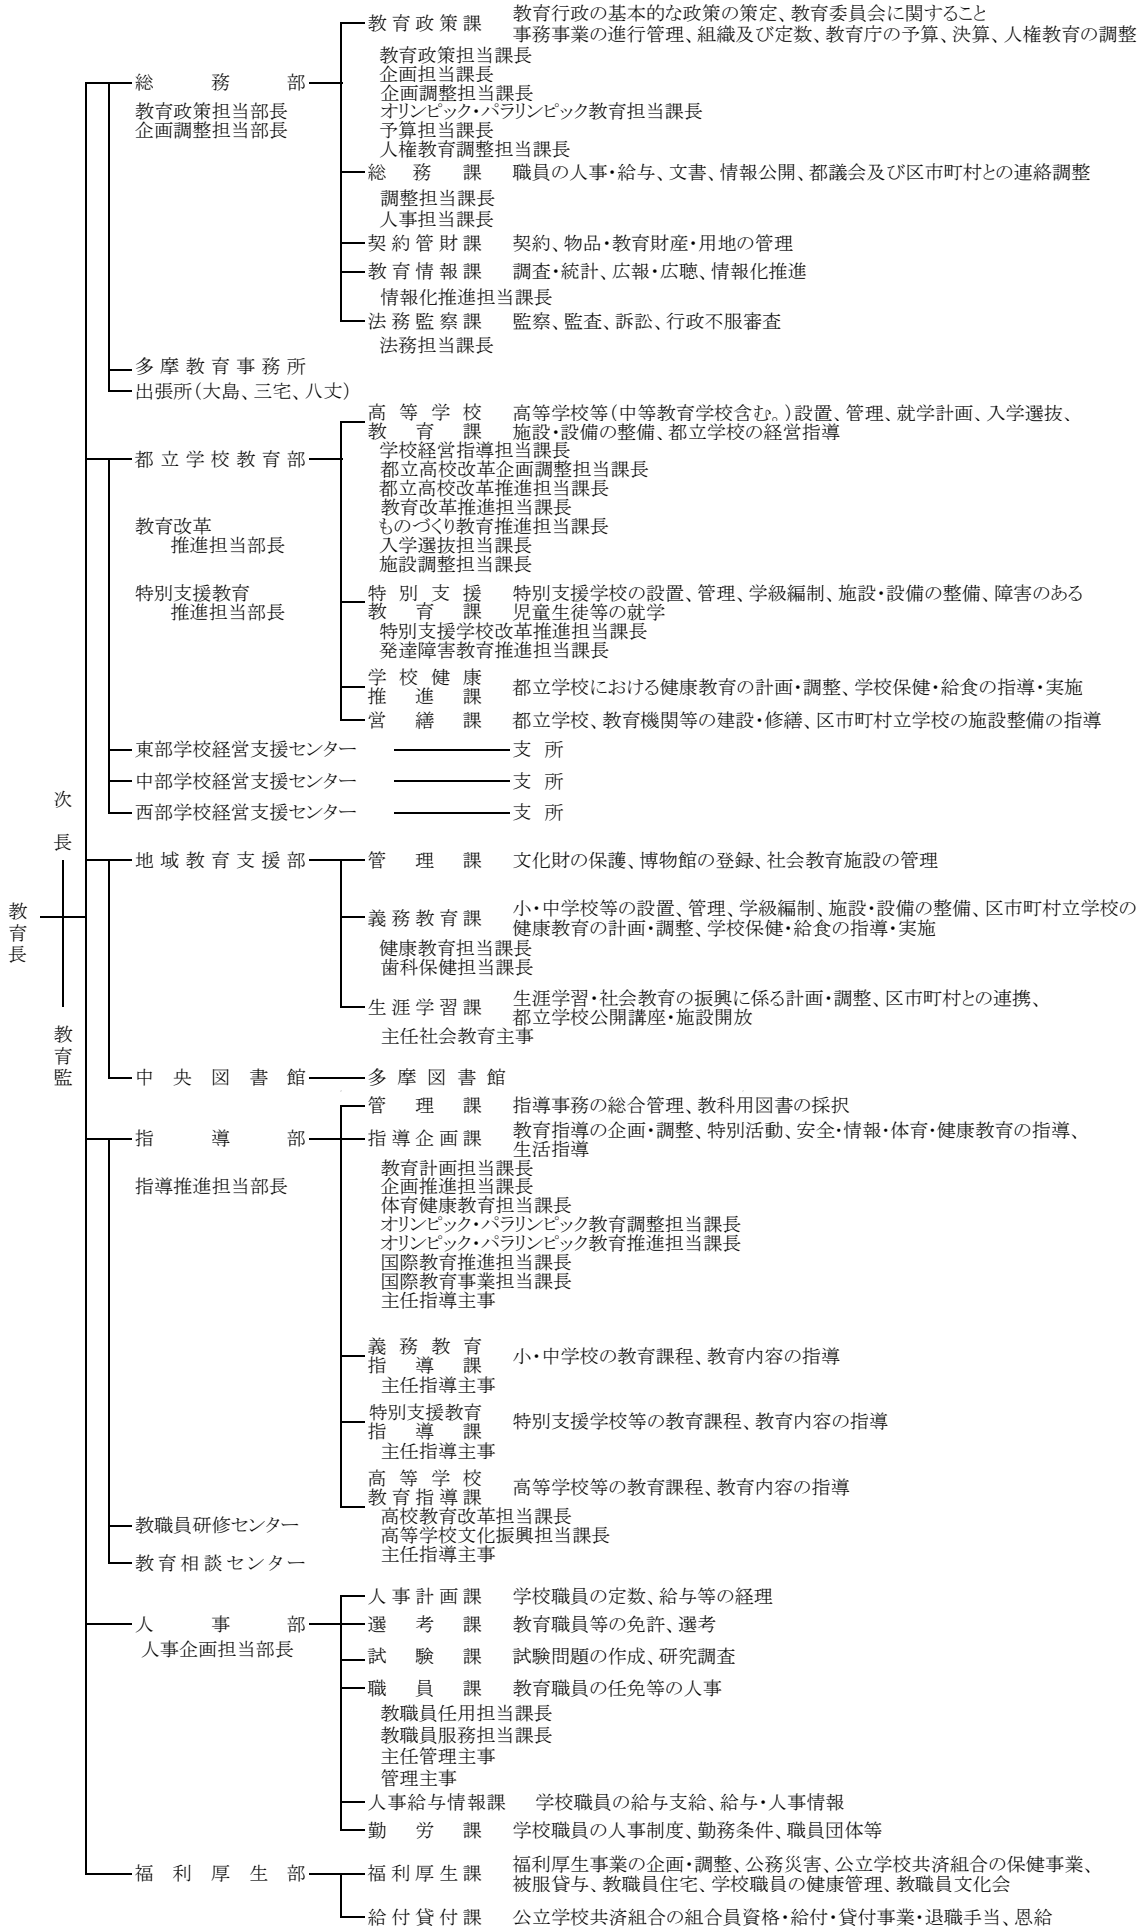 教育政策課 教育行政の基本的な政策の策定、教育委員会に関すること
事務事業の進行管理、組織及び定数、教育庁の予算、決算、人権教育の調整
教育政策担当課長
企画担当課長
総務部
企画調整担当課長
教育政策担当部長
オリンピック・パラリンピック教育担当課長
企画調整担当部長
予算担当課長
人権教育調整担当課長
総務課 職員の人事・給与、文書、情報公開、都議会及び区市町村との連絡調整
調整担当課長
人事担当課長
契約管財課 契約、物品・教育財産・用地の管理
教育情報課 調査・統計、広報・広聴、情報化推進
情報化推進担当課長
法務監察課 監察、監査、訴訟、行政不服審査
法務担当課長
多摩教育事務所
出張所(大島、三宅、八丈)
高等学校 高等学校等(中等教育学校含む。)設置、管理、就学計画、入学選抜、
教育課 施設・設備の整備、都立学校の経営指導
学校経営指導担当課長
都立学校教育部
都立高校改革企画調整担当課長
都立高校改革推進担当課長
教育改革推進担当課長
教育改革
ものづくり教育推進担当課長
推進担当部長
入学選抜担当課長
施設調整担当課長
特別支援教育
推進担当部長
特別支援 特別支援学校の設置、管理、学級編制、施設・設備の整備、障害のある
教育課 児童生徒等の就学
特別支援学校改革推進担当課長
発達障害教育推進担当課長
学校健康
推進課 都立学校における健康教育の計画・調整、学校保健・給食の指導・実施
営繕課 都立学校、教育機関等の建設・修繕、区市町村立学校の施設整備の指導
東部学校経営支援センター 支所
中部学校経営支援センター 支所
西部学校経営支援センター 支所
次長
教育長
教育監
地域教育支援部
管理課 文化財の保護、博物館の登録、社会教育施設の管理
義務教育課 小・中学校等の設置、管理、学級編制、施設・設備の整備、区市町村立学校の
健康教育の計画・調整、学校保健・給食の指導・実施
健康教育担当課長
歯科保健担当課長
生涯学習課 生涯学習・社会教育の振興に係る計画・調整、区市町村との連携、
都立学校公開講座・施設開放
主任社会教育主事
中央図書館 多摩図書館
管理課 指導事務の総合管理、教科用図書の採択
指導部
指導推進担当部長
指導企画課 教育指導の企画・調整、特別活動、安全・情報・体育・健康教育の指導、
生活指導
教育計画担当課長
企画推進担当課長
体育健康教育担当課長
オリンピック・パラリンピック教育調整担当課長
オリンピック・パラリンピック教育推進担当課長
国際教育推進担当課長
国際教育事業担当課長
主任指導主事
義務教育
指導課 小・中学校の教育課程、教育内容の指導
主任指導主事
特別支援教育
指導課 特別支援学校等の教育課程、教育内容の指導
主任指導主事
高等学校
教育指導課 高等学校等の教育課程、教育内容の指導
高校教育改革担当課長
高等学校文化振興担当課長
主任指導主事
教職員研修センター
教育相談センター
人事部
人事企画担当部長
人事計画課 学校職員の定数、給与等の経理
選考課 教育職員等の免許、選考
試験課 試験問題の作成、研究調査
職員課 教育職員の任免等の人事
教職員任用担当課長
教職員服務担当課長
主任管理主事
管理主事
人事給与情報課 学校職員の給与支給、給与・人事情報
勤労課 学校職員の人事制度、勤務条件、職員団体等
福利厚生部
福利厚生課 福利厚生事業の企画・調整、公務災害、公立学校共済組合の保健事業、
被服貸与、教職員住宅、学校職員の健康管理、教職員文化会
給付貸付課 公立学校共済組合の組合員資格・給付・貸付事業・退職手当、恩給